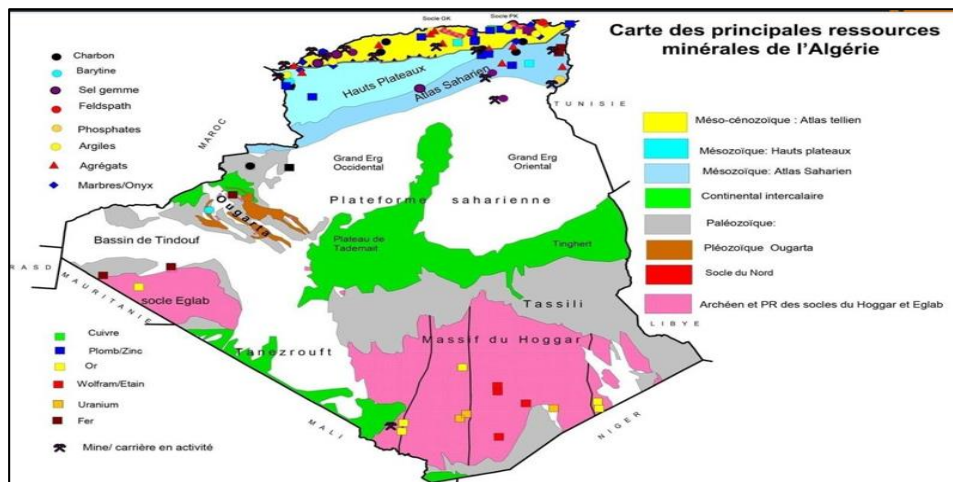 Socle GK
Socle PK
Carte des principales ressources
minérales de l'Algérie
Charbon
Barytine
Sel gemme
Feldspath
Phosphates
Argiles
Agrégats
Marbres/Onyx
Hauts Plateaux
Atlas Saharien
TUNISIE
MAROC
Méso-cénozoïque : Atlas tellien
Mésozoïque: Hauts plateaux
Mésozoïque: Atlas Saharien
Continental intercalaire
Paléozoïque:
Pléozoïque Ougarta
Socle du Nord
Archéen et PR des socles du Hoggar et Eglab
Grand Erg
Occidental
Grand Erg
Oriental
Plateforme saharienne
Ougarta
Bassin de Tindouf
Plateau de
Tademait
Tinghert
RASD
MAURITANIE
socle Eglab
Tassili
LIBYE
Massif du Hoggar
Tanezrouft
MALI
NIGER
Cuivre
Plomb/Zinc
Or
Wolfram/Etain
Uranium
Fer
Mine/ carrière en activité